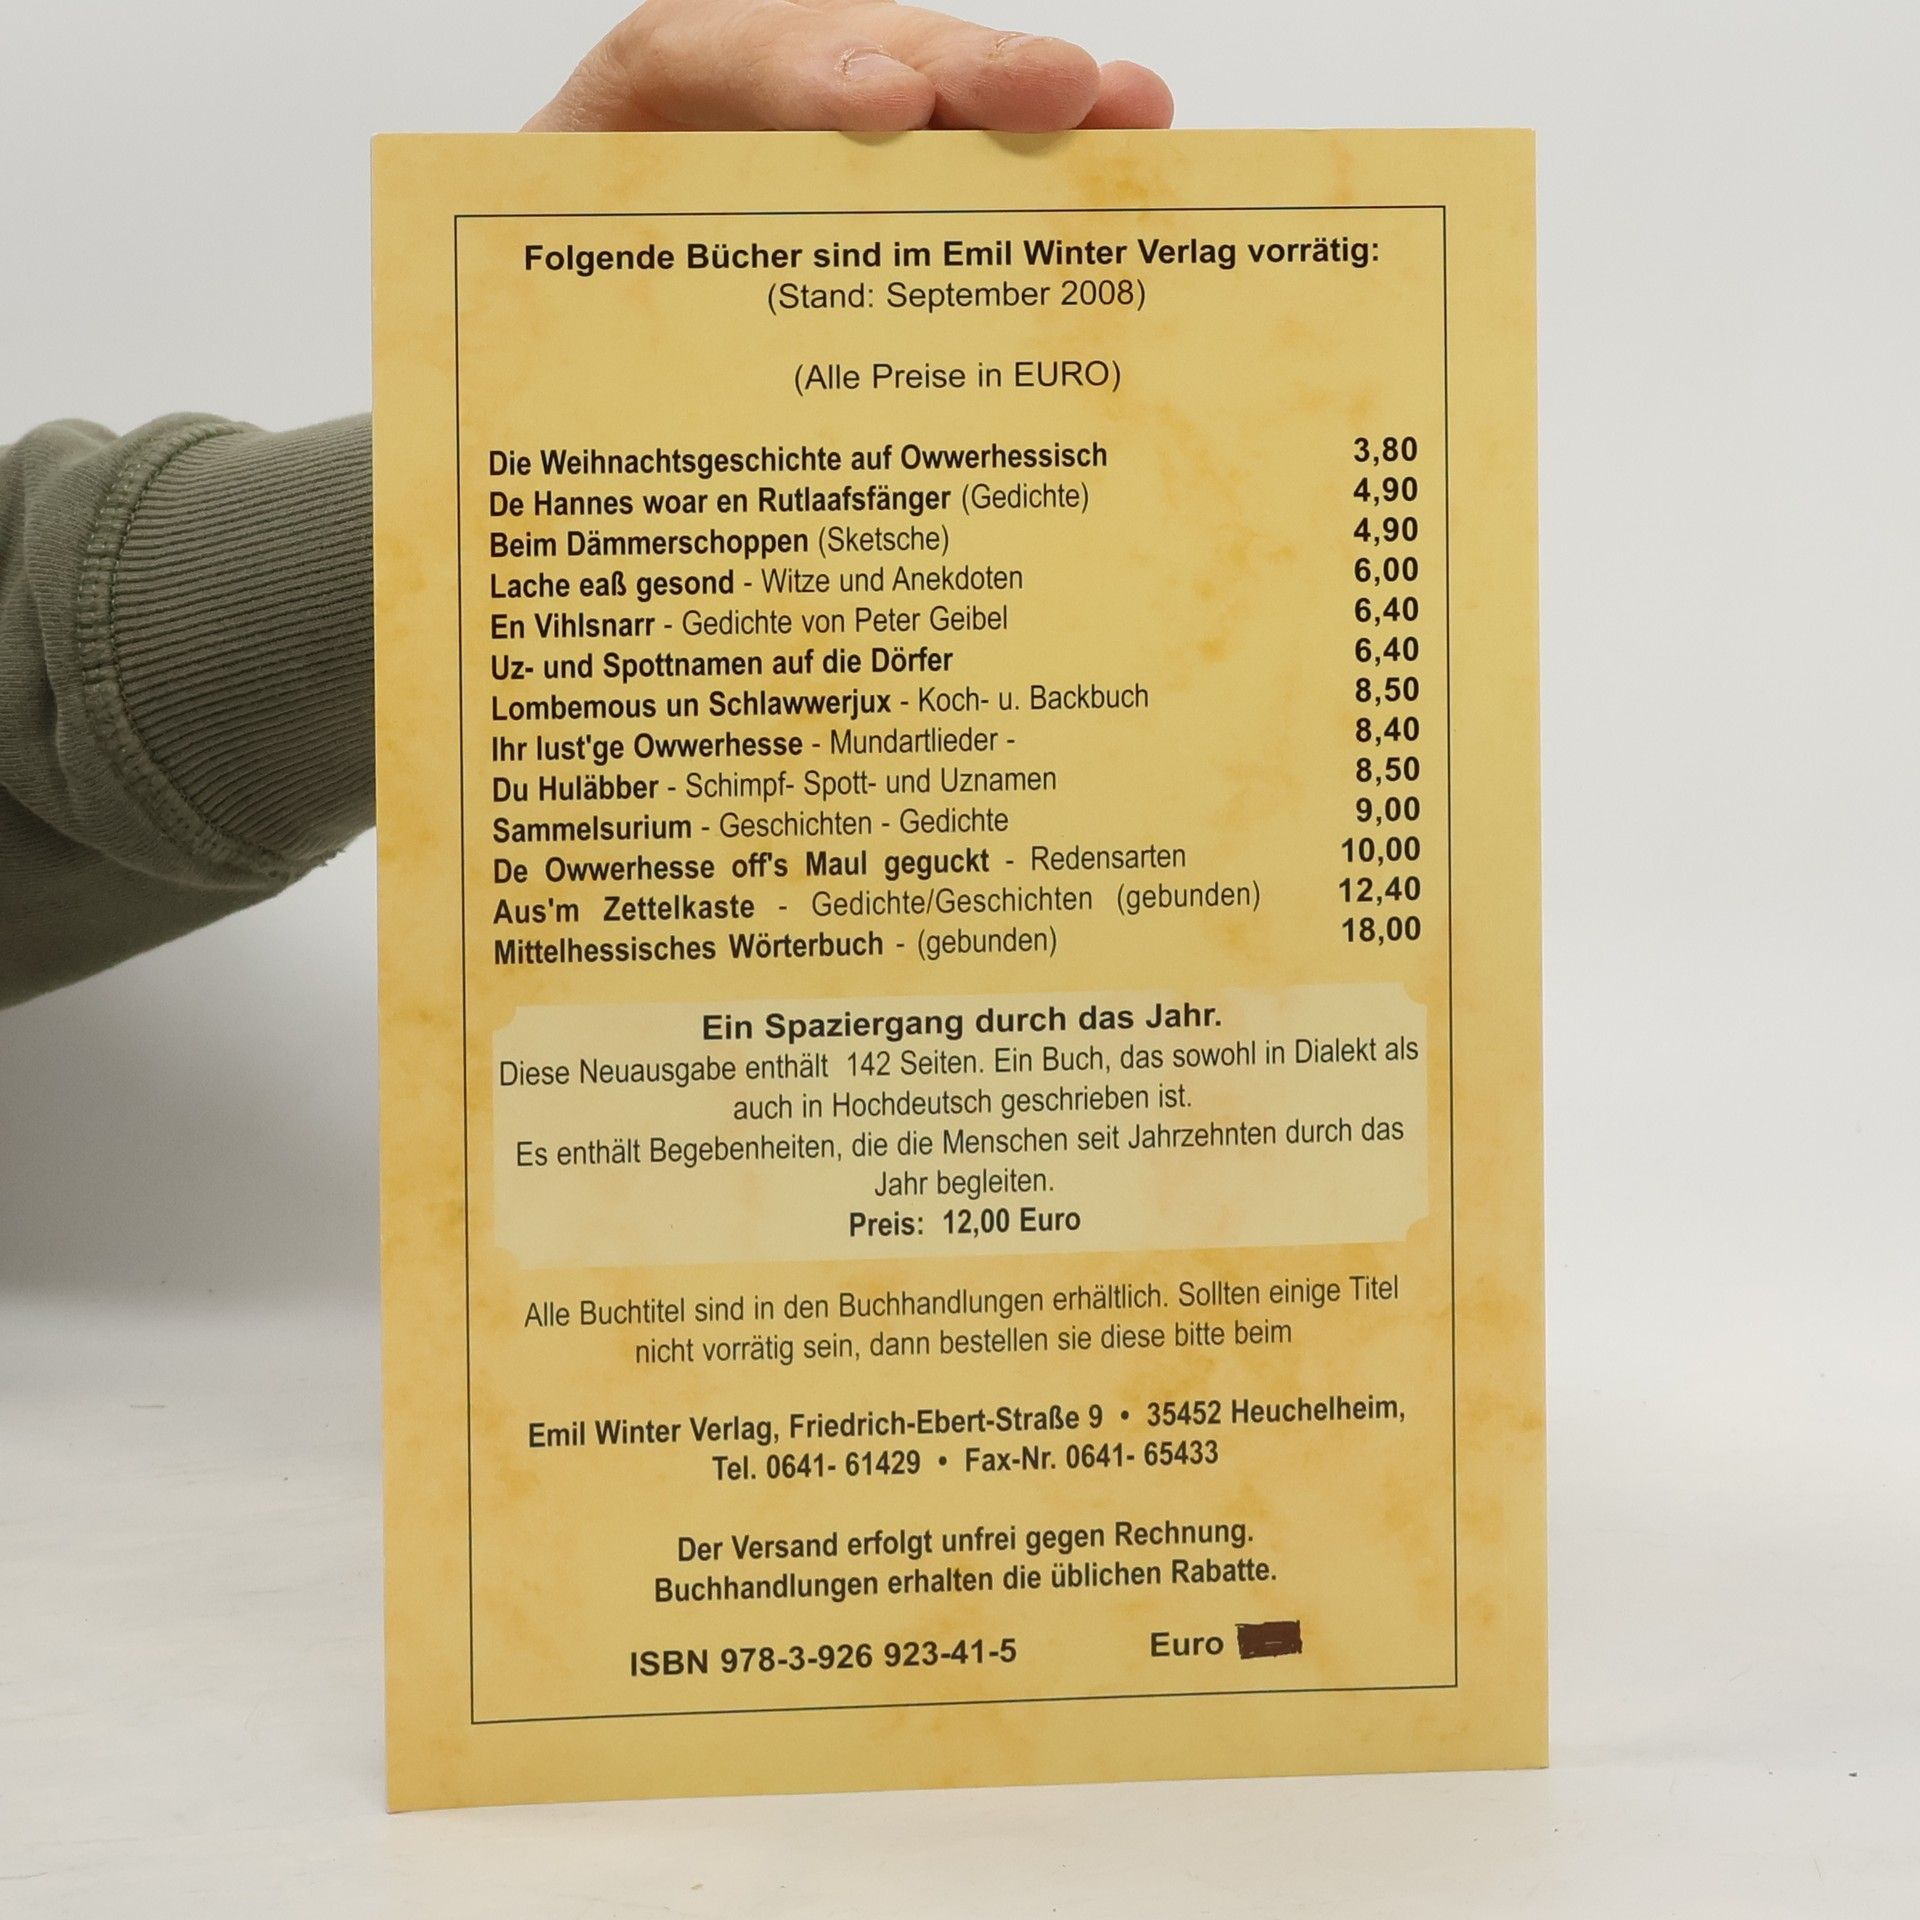 Folgende Bücher sind im Emil Winter Verlag vorrätig:
(Stand: September 2008)
(Alle Preise in EURO)
Die Weihnachtsgeschichte auf Owwerhessisch 3,80
De Hannes woar en Rutlaafsfänger (Gedichte) 4,90
Beim Dämmerschoppen (Sketsche) 4,90
Lache eaß gesond - Witze und Anekdoten 6,00
En Vihlsnarr - Gedichte von Peter Geibel 6,40
Uz- und Spottnamen auf die Dörfer 6,40
Lombemous un Schlawwerjux - Koch- u. Backbuch 8,50
Ihr lust'ge Owwerhesse - Mundartlieder - 8,40
Du Huläbber - Schimpf- Spott- und Uznamen 8,50
Sammelsurium - Geschichten - Gedichte 9,00
De Owwerhesse off's Maul geguckt - Redensarten 10,00
Aus'm Zettelkaste - Gedichte/Geschichten (gebunden) 12,40
Mittelhessisches Wörterbuch - (gebunden) 18,00
Ein Spaziergang durch das Jahr.
Diese Neuausgabe enthält 142 Seiten. Ein Buch, das sowohl in Dialekt als
auch in Hochdeutsch geschrieben ist.
Es enthält Begebenheiten, die die Menschen seit Jahrzehnten durch das
Jahr begleiten.
Preis: 12,00 Euro
Alle Buchtitel sind in den Buchhandlungen erhältlich. Sollten einige Titel
nicht vorrätig sein, dann bestellen sie diese bitte beim
Emil Winter Verlag, Friedrich-Ebert-Straße 9 • 35452 Heuchelheim,
Tel. 0641- 61429 • Fax-Nr. 0641- 65433
Der Versand erfolgt unfrei gegen Rechnung.
Buchhandlungen erhalten die üblichen Rabatte.
ISBN 978-3-926 923-41-5 Euro